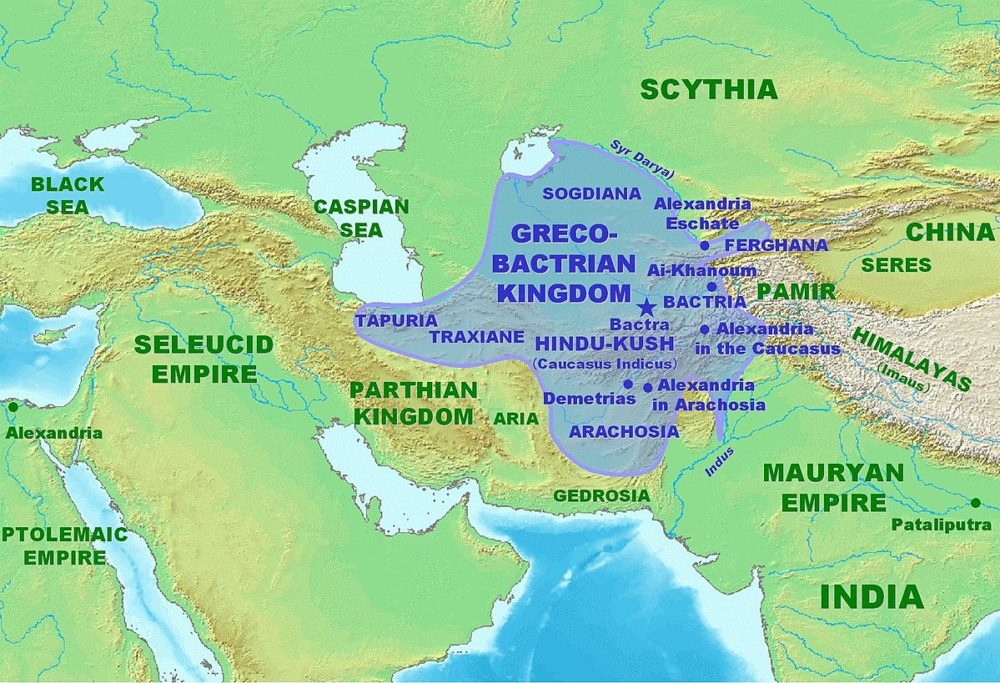 SCYTHIA
Syr Darya)
BLACK
SEA
CASPIAN
SEA
SOGDIANA
Alexandria
Eschate
GRECO-
BACTRIAN
KINGDOM
FERGHANA
CHINA
SERES
Ai-Khanoum
PAMIR
BACTRIA
Bactra
TAPURIA
TRAXIANE
HINDU-KUSH
(Caucasus Indicus)
Alexandria
in the Caucasus
HIMALAYAS
(Imaus)
SELEUCID
EMPIRE
PARTHIAN
KINGDOM
ARIA
Demetrias
Alexandria
in Arachosia
ARACHOSIA
Alexandria
Indus
MAURYAN
EMPIRE
GEDROSIA
Pataliputra
PTOLEMAIC
EMPIRE
INDIA